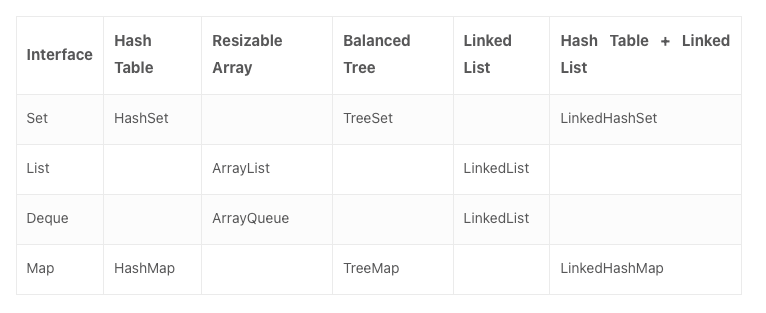 Interface Hash Table Resizable Array Balanced Tree Linked List Hash Table + Linked List
Set HashSet TreeSet LinkedHashSet
List ArrayList LinkedList
Deque ArrayQueue LinkedList
Map HashMap TreeMap LinkedHashMap